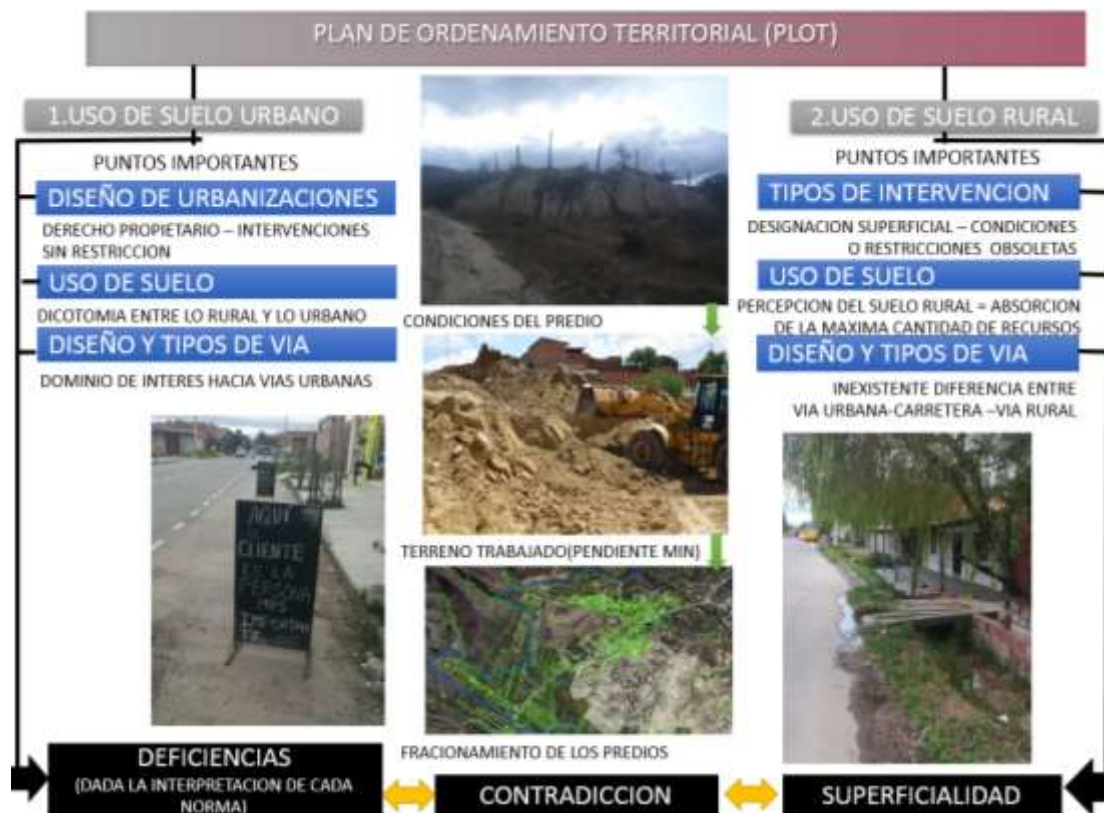 PLAN DE ORDENAMIENTO TERRITORIAL (PLOT)
1.USO DE SUELO URBANO
PUNTOS IMPORTANTES
DISEÑO DE URBANIZACIONES
DERECHO PROPIETARIO – INTERVENCIONES
SIN RESTRICCION
USO DE SUELO
DICOTOMIA ENTRE LO RURAL Y LO URBANO
DISEÑO Y TIPOS DE VIA
DOMINIO DE INTERES HACIA VIAS URBANAS
AQUI
CLIENTE
ES LA
PERSONA
MAS
DEFICIENCIAS
(DADA LA INTERPRETACION DE CADA
NORMA)
CONDICIONES DEL PREDIO
TERRENO TRABAJADO(PENDIENTE MIN)
FRACIONAMIENTO DE LOS PREDIOS
CONTRADICCION
2.USO DE SUELO RURAL
PUNTOS IMPORTANTES
TIPOS DE INTERVENCION
DESIGNACION SUPERFICIAL – CONDICIONES
O RESTRICCIONES OBSOLETAS
USO DE SUELO
PERCEPCION DEL SUELO RURAL = ABSORCION
DE LA MAXIMA CANTIDAD DE RECURSOS
DISEÑO Y TIPOS DE VIA
INEXISTENTE DIFERENCIA ENTRE
VIA URBANA-CARRETERA –VIA RURAL
SUPERFICIALIDAD